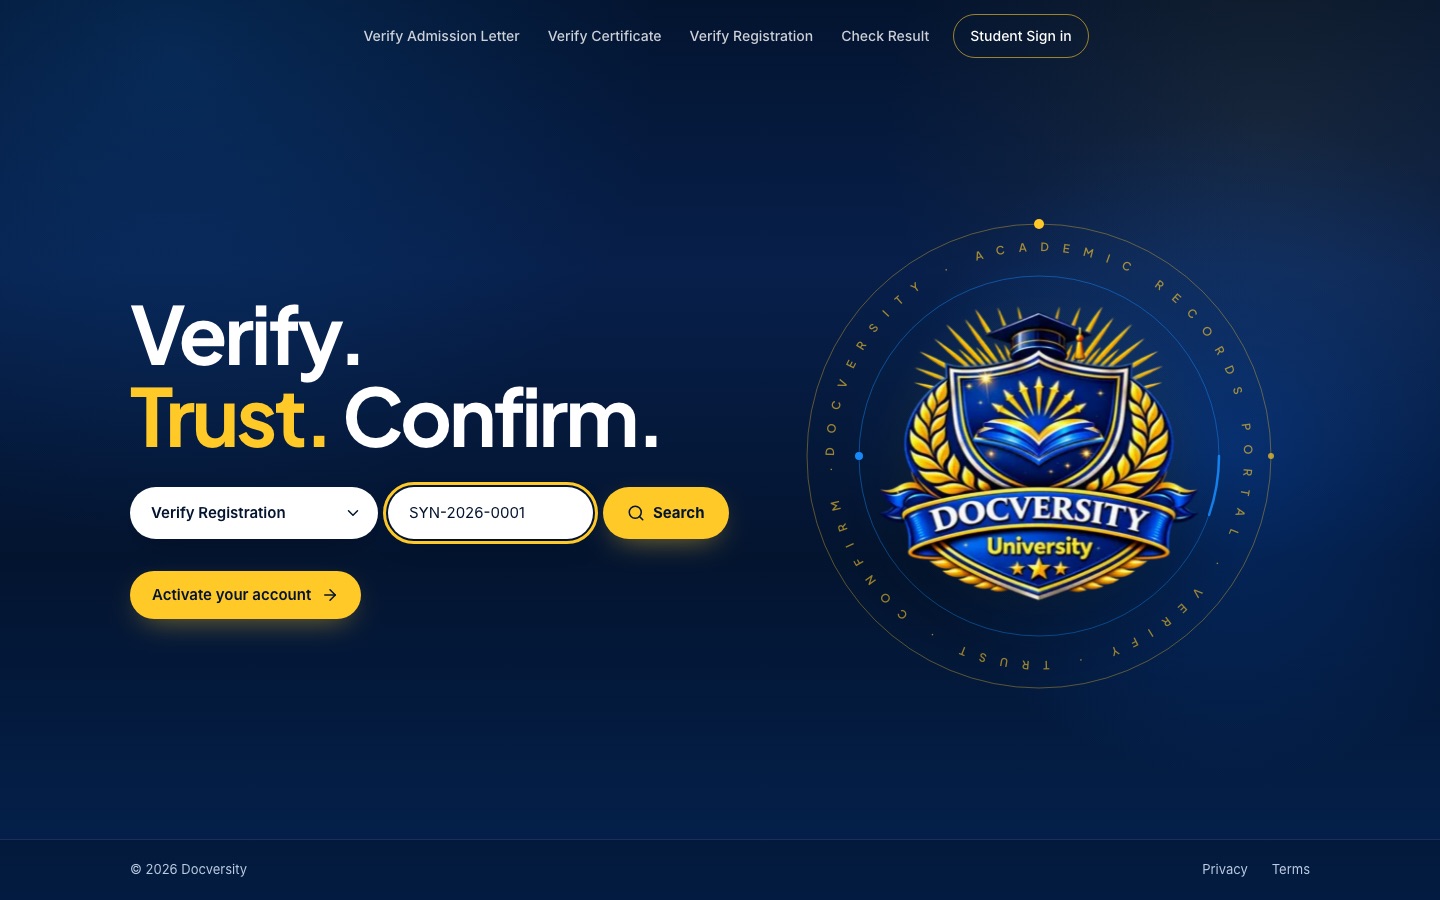 Verify Admission Letter
Verify Certificate
Verify Registration
Check Result
Student Sign in
Verify.
Trust. Confirm.
Verify Registration
SYN-2026-0001
Search
Activate your account
DOCVERSITY · ACADEMIC RECORDS PORTAL · VERIFY · TRUST · CONFIRM ·
DOCVERSITY
University
© 2026 Docversity
Privacy
Terms